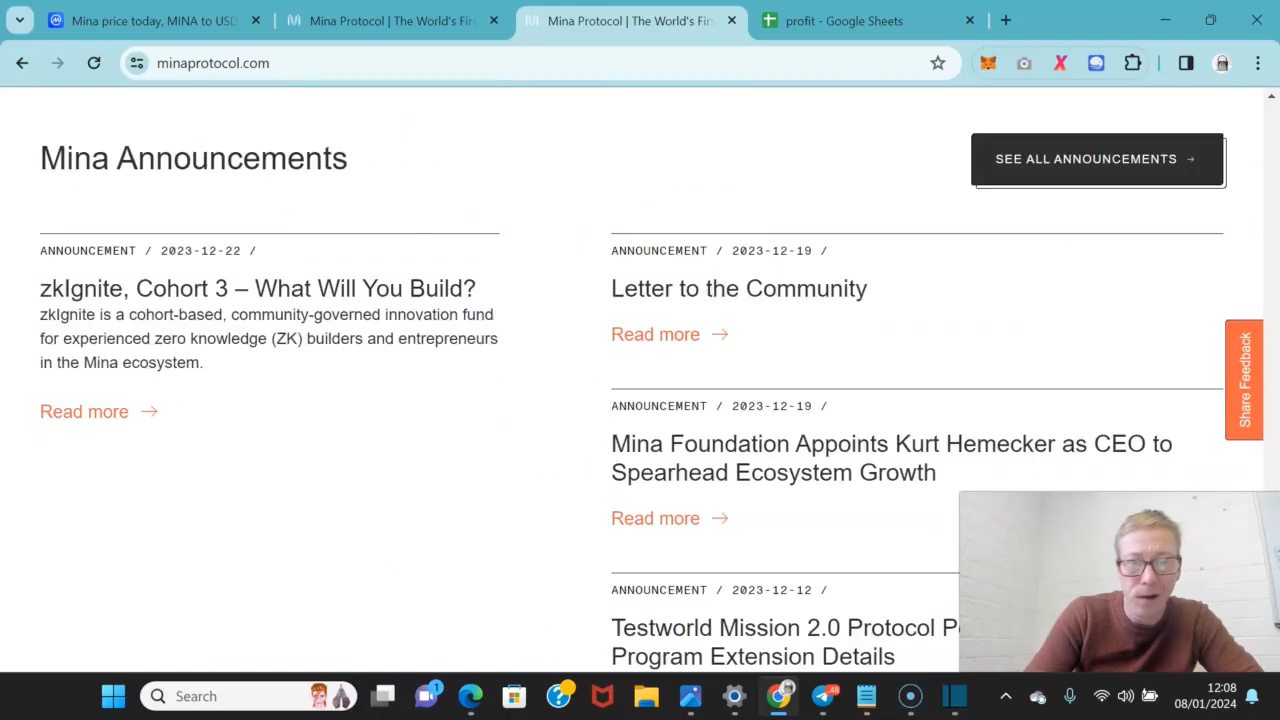 Mina price today, MINA to USD
Mina Protocol | The World's Firs
Mina Protocol | The World's Firs
profit - Google Sheets
minaprotocol.com
Mina Announcements
SEE ALL ANNOUNCEMENTS →
ANNOUNCEMENT / 2023-12-22 /
zkIgnite, Cohort 3 – What Will You Build?
zkIgnite is a cohort-based, community-governed innovation fund
for experienced zero knowledge (ZK) builders and entrepreneurs
in the Mina ecosystem.
Read more →
ANNOUNCEMENT / 2023-12-19 /
Letter to the Community
Read more →
ANNOUNCEMENT / 2023-12-19 /
Mina Foundation Appoints Kurt Hemecker as CEO to
Spearhead Ecosystem Growth
Read more →
ANNOUNCEMENT / 2023-12-12 /
Testworld Mission 2.0 Protocol P
Program Extension Details
Share Feedback
Search
1
48
12:08
08/01/2024